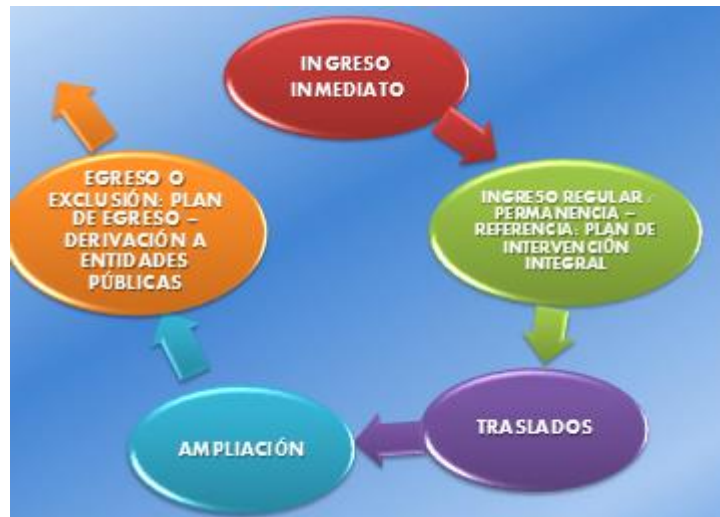 INGRESO
INMEDIATO
INGRESO REGULAR /
PERMANENCIA –
REFERENCIA: PLAN DE
INTERVENCIÓN
INTEGRAL
TRASLADOS
AMPLIACIÓN
EGRESO O
EXCLUSIÓN: PLAN
DE EGRESO –
DERIVACIÓN A
ENTIDADES
PÚBLICAS